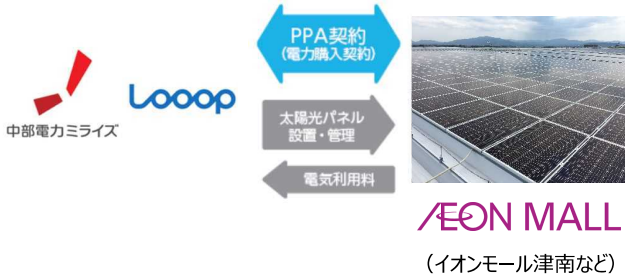 中部電力ミライズ
Looop
PPA契約
(電力購入契約)
太陽光パネル
設置・管理
電気利用料
ÆON MALL
（イオンモール津南など）